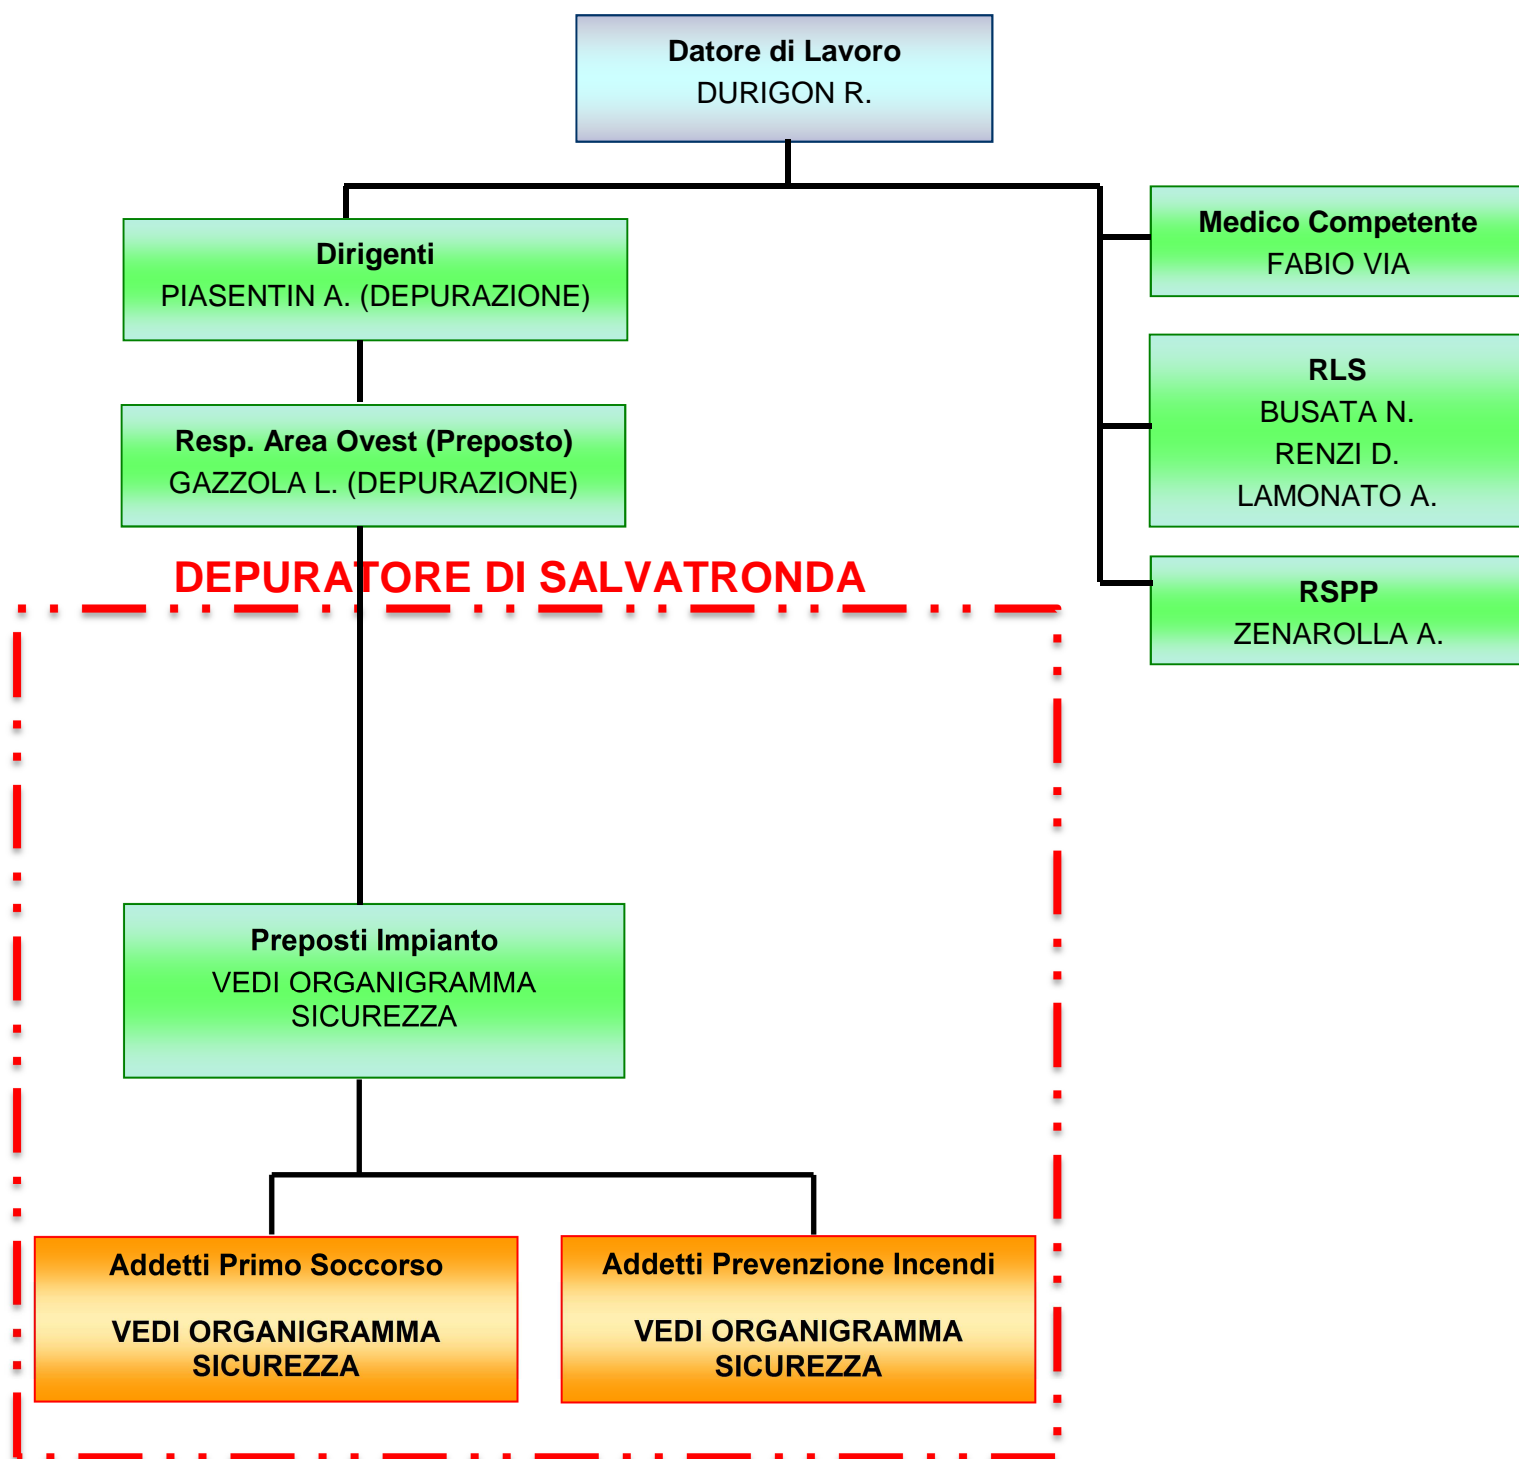 Datore di Lavoro
DURIGON R.
Dirigenti
PIASENTIN A. (DEPURAZIONE)
Resp. Area Ovest (Preposto)
GAZZOLA L. (DEPURAZIONE)
Medico Competente
FABIO VIA
RLS
BUSATA N.
RENZI D.
LAMONATO A.
RSPP
ZENAROLLA A.
DEPURATORE DI SALVATRONDA
Preposti Impianto
VEDI ORGANIGRAMMA
SICUREZZA
Addetti Primo Soccorso
VEDI ORGANIGRAMMA
SICUREZZA
Addetti Prevenzione Incendi
VEDI ORGANIGRAMMA
SICUREZZA